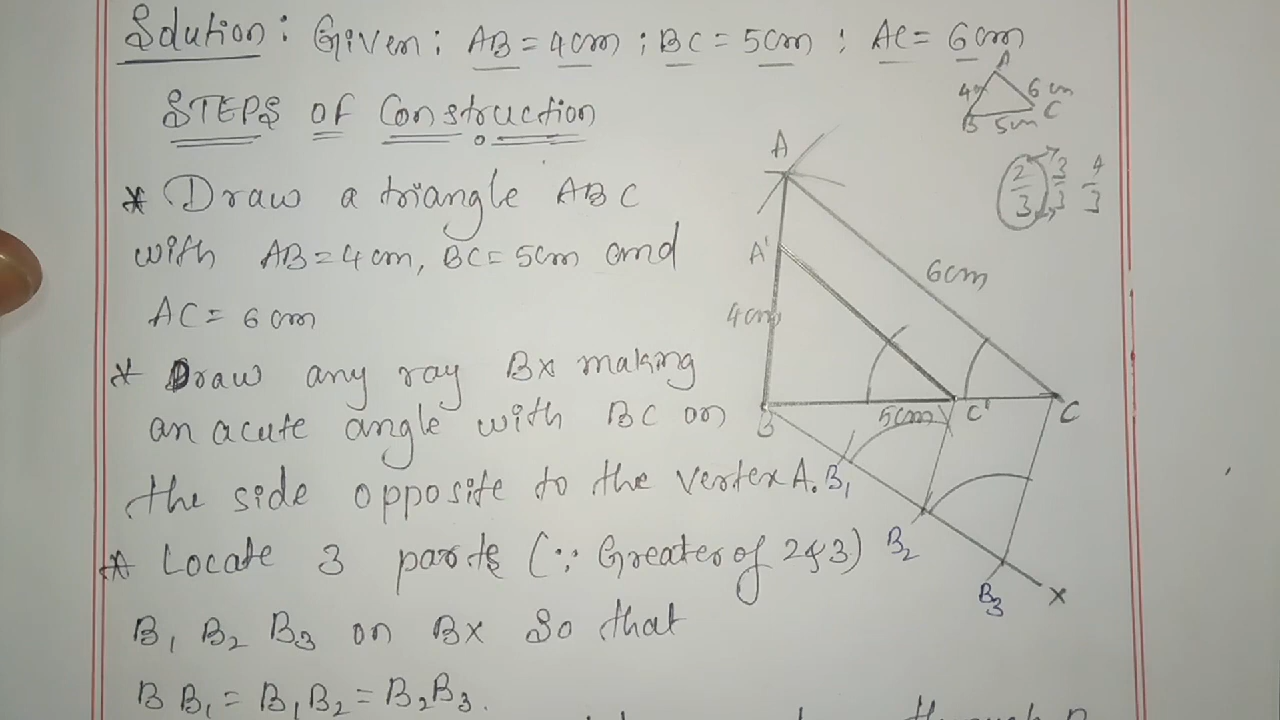 Solution: Given: AB = 4cm ; BC = 5cm ; AC = 6cm
A
4 6 cm
B 5cm C
STEPS of Construction
2/3 3/3 4/3
A
* Draw a triangle ABC
with AB = 4cm, BC = 5cm and
A'
6cm
AC = 6 cm
4cm
* Draw any ray Bx making
an acute angle with BC on
B 5cm C' C
the side opposite to the vertex A.
B1
* Locate 3 parts (∵ Greater of 2&3)
B2
B3 X
B1 B2 B3 on BX So that
B B1 = B1B2 = B2B3.
through